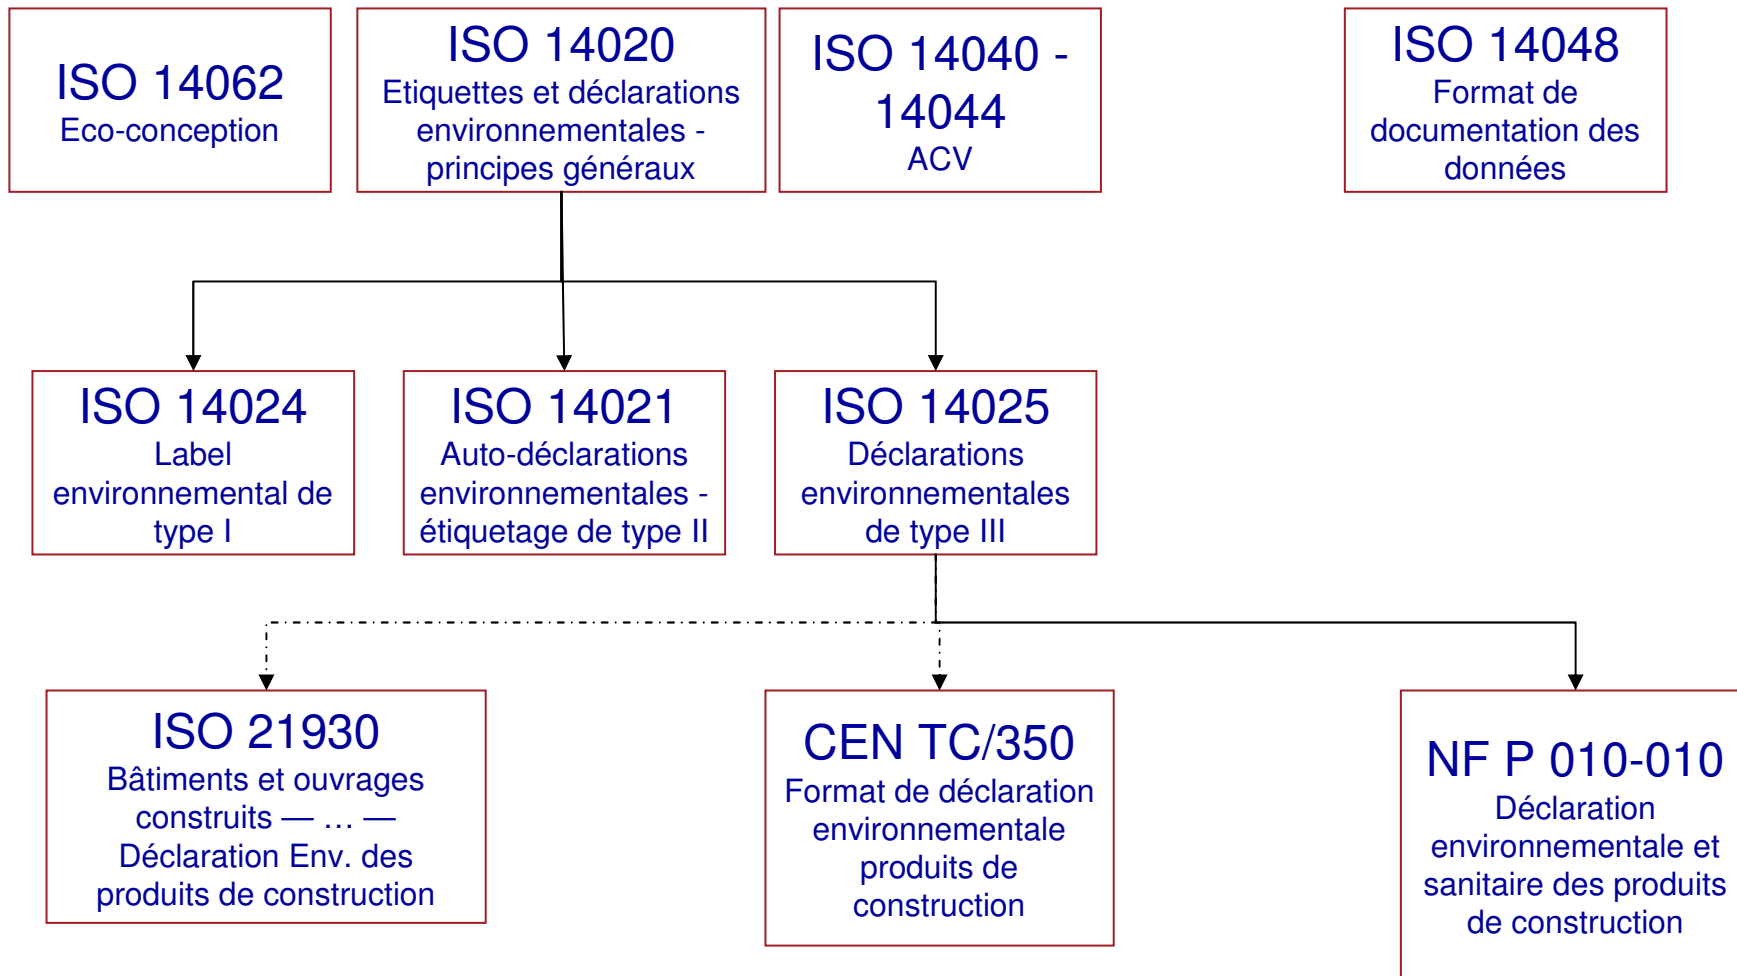 ISO 14062
Eco-conception
ISO 14020
Etiquettes et déclarations
environnementales -
principes généraux
ISO 14040 -
14044
ACV
ISO 14048
Format de
documentation des
données
ISO 14024
Label
environnemental de
type I
ISO 14021
Auto-déclarations
environnementales -
étiquetage de type II
ISO 14025
Déclarations
environnementales
de type III
ISO 21930
Bâtiments et ouvrages
construits — … —
Déclaration Env. des
produits de construction
CEN TC/350
Format de déclaration
environnementale
produits de
construction
NF P 010-010
Déclaration
environnementale et
sanitaire des produits
de construction